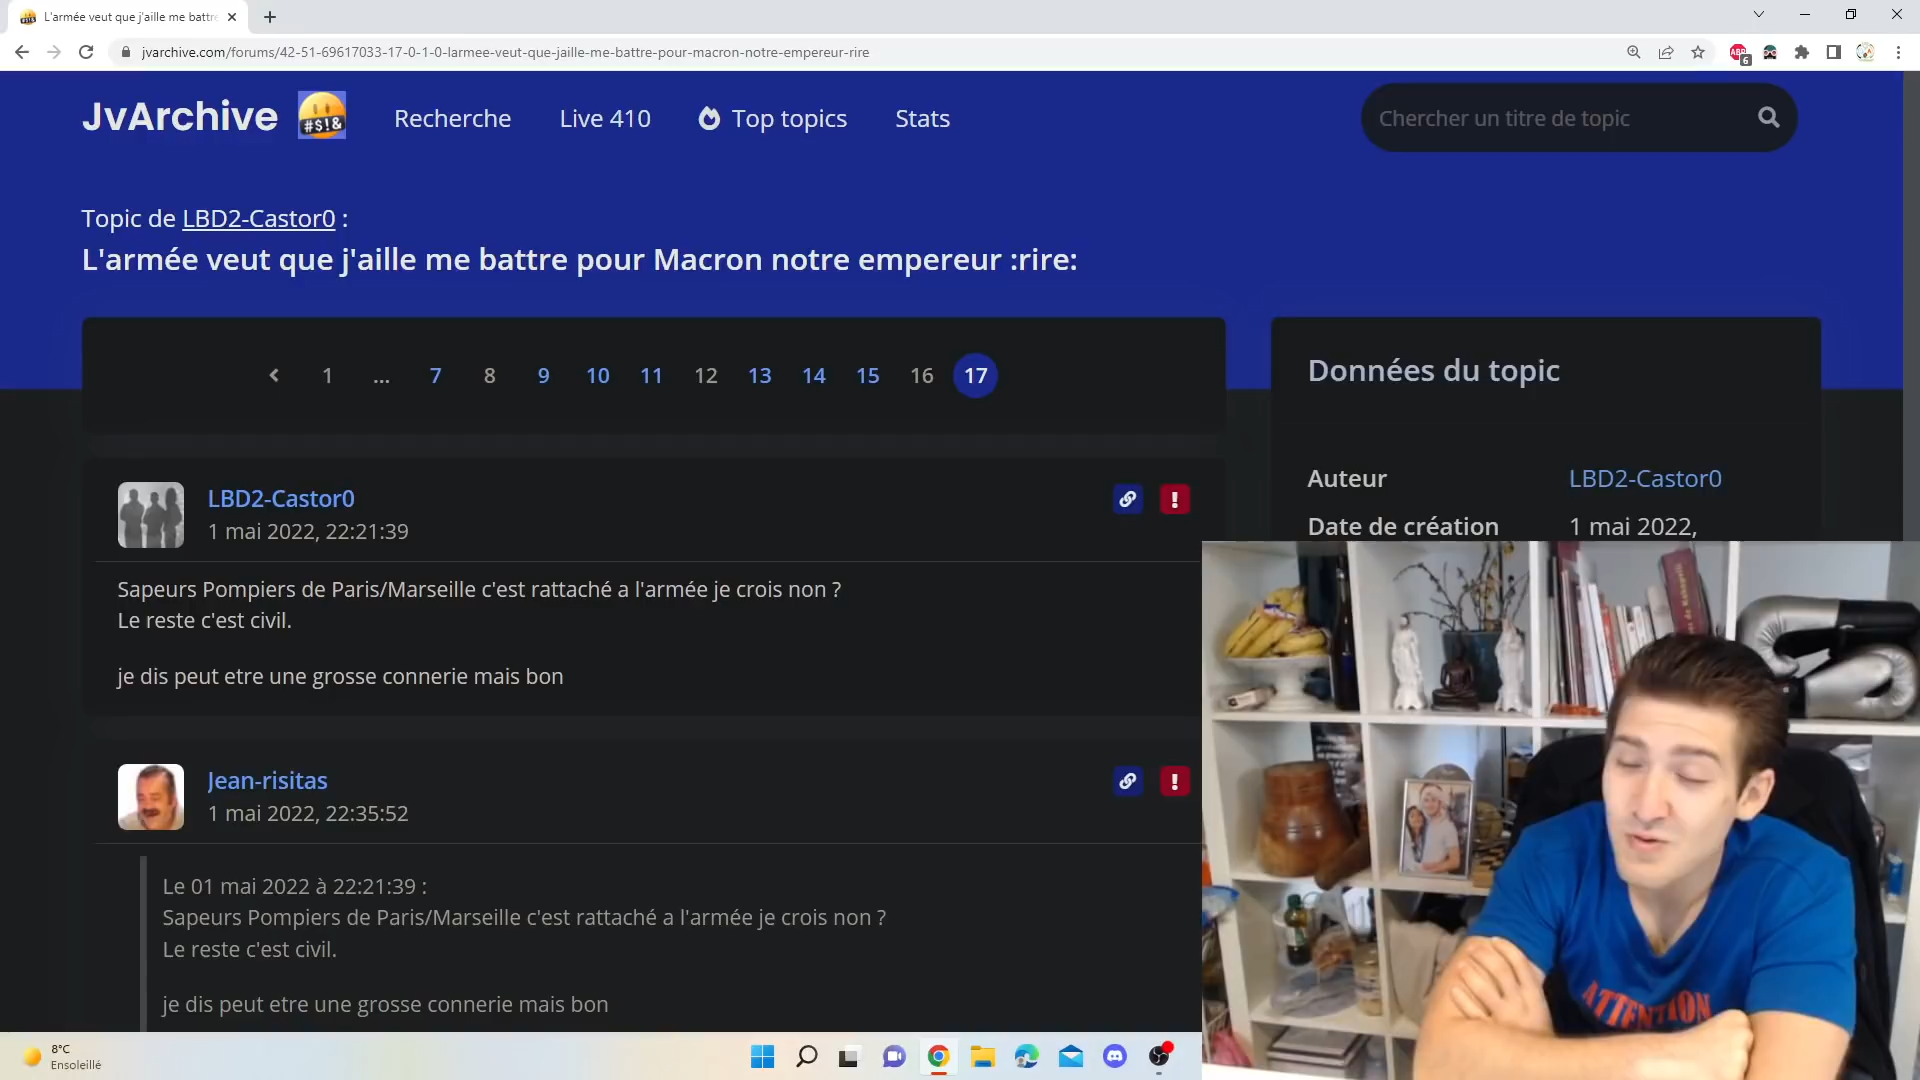 L'armée veut que j'aille me battre
jvarchive.com/forums/42-51-69617033-17-0-1-0-larmee-veut-que-jaille-me-battre-pour-macron-notre-empereur-rire
ABP
6
JvArchive
#$!&
Recherche
Live 410
Top topics
Stats
Chercher un titre de topic
Topic de LBD2-Castor0 :
L'armée veut que j'aille me battre pour Macron notre empereur :rire:
1 ... 7 8 9 10 11 12 13 14 15 16 17
Données du topic
Auteur LBD2-Castor0
Date de création 1 mai 2022,
LBD2-Castor0
1 mai 2022, 22:21:39
Sapeurs Pompiers de Paris/Marseille c'est rattaché a l'armée je crois non ?
Le reste c'est civil.
je dis peut etre une grosse connerie mais bon
Jean-risitas
1 mai 2022, 22:35:52
Le 01 mai 2022 à 22:21:39 :
Sapeurs Pompiers de Paris/Marseille c'est rattaché a l'armée je crois non ?
Le reste c'est civil.
je dis peut etre une grosse connerie mais bon
ATTENTION
8°C
Ensoleillé